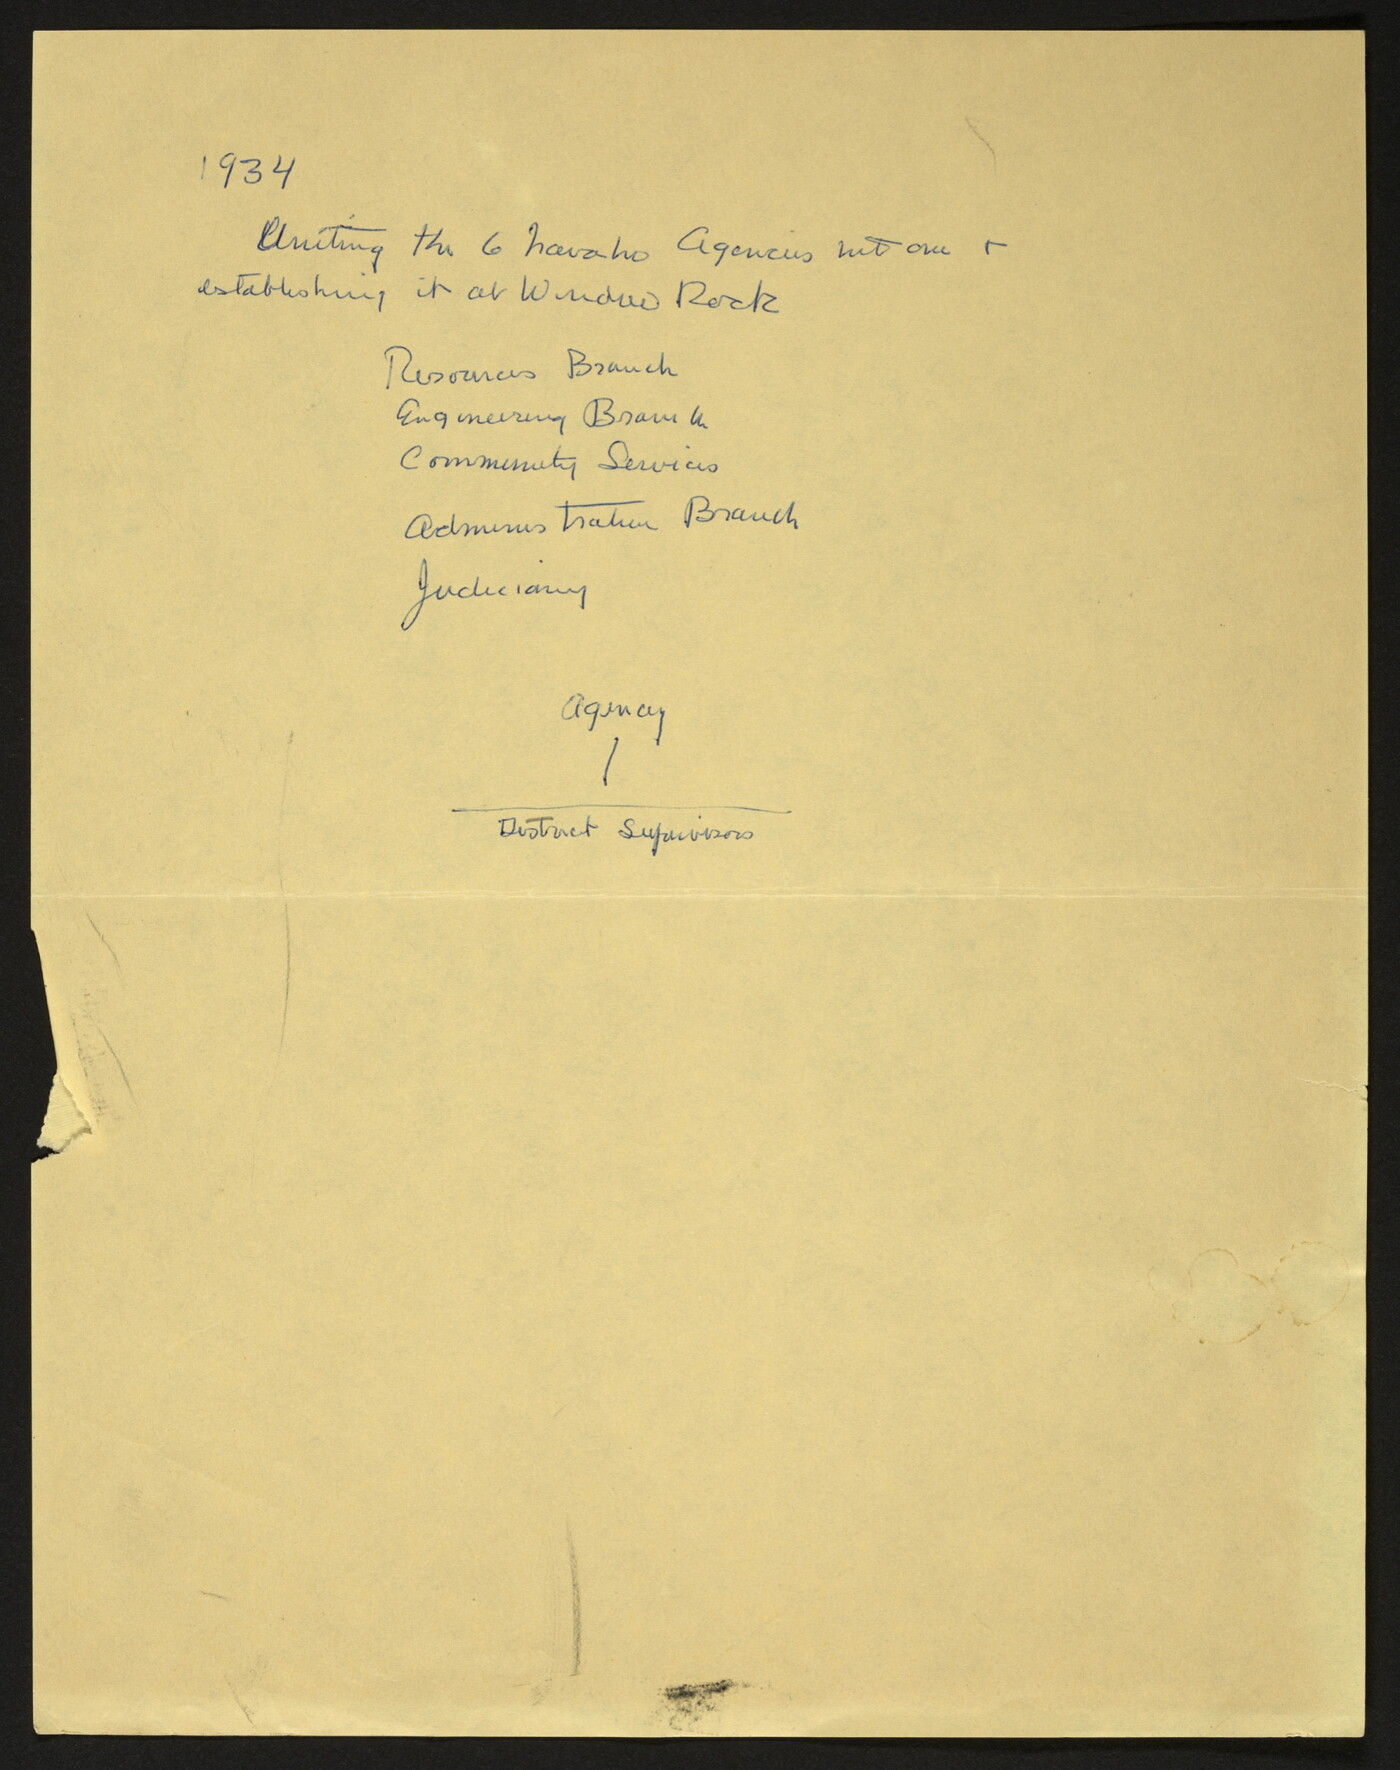 1934
Uniting the 6 Navaho Agencies into one +
establishing it at Window Rock
Resources Branch
Engineering Branch
Community Services
Administration Branch
Judiciary
Agency
District Supervisors